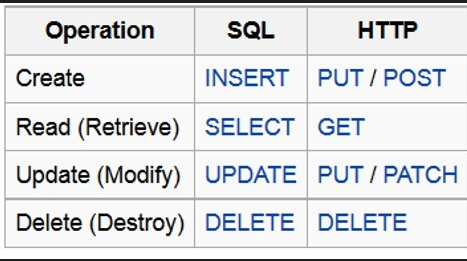 Operation SQL HTTP
Create INSERT PUT / POST
Read (Retrieve) SELECT GET
Update (Modify) UPDATE PUT / PATCH
Delete (Destroy) DELETE DELETE